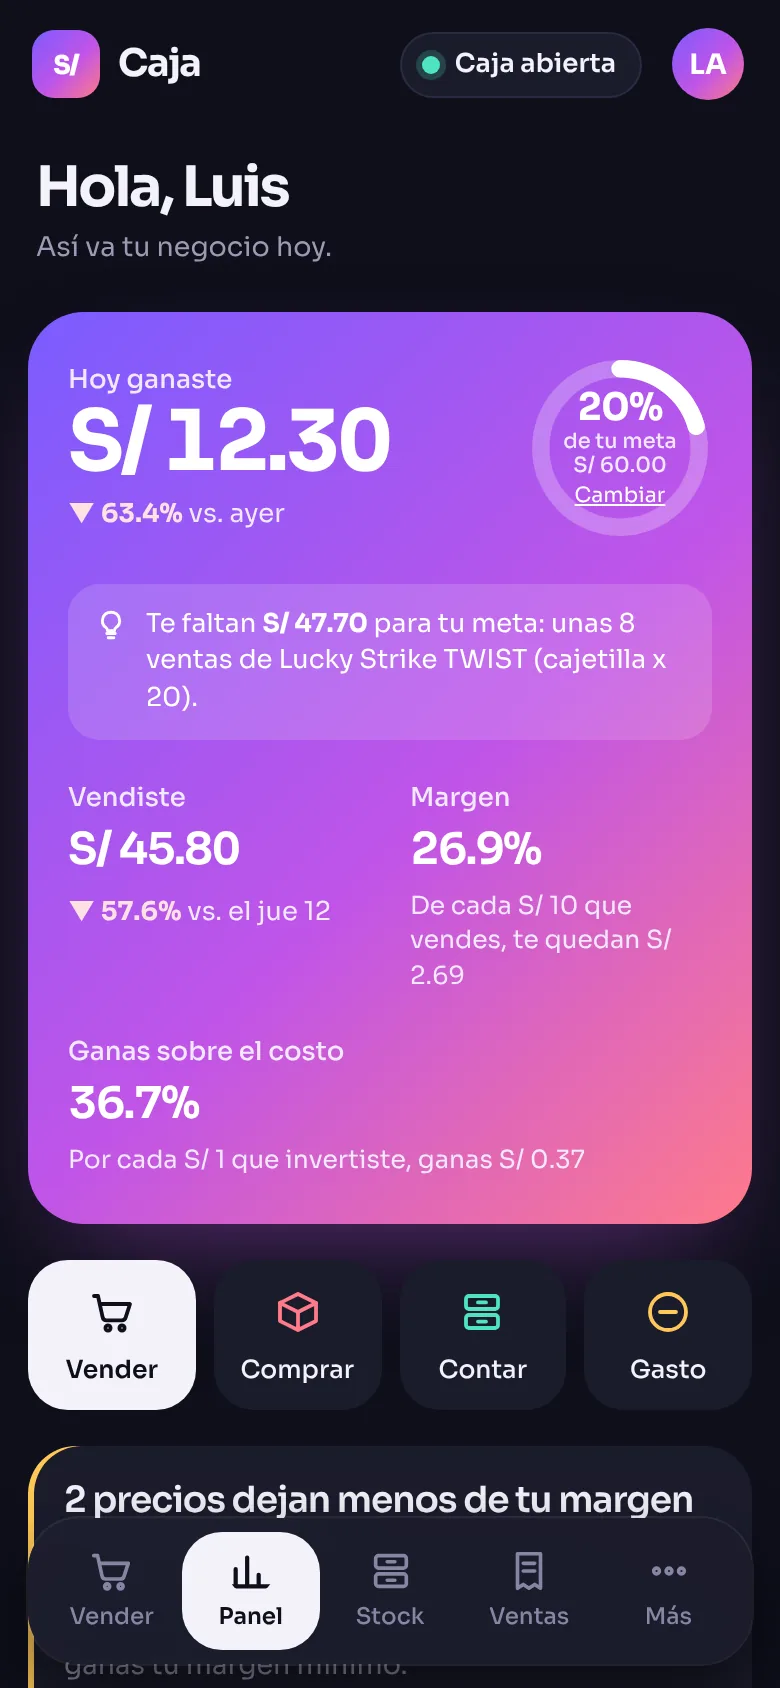 S/ Caja
Caja abierta
LA
Hola, Luis
Así va tu negocio hoy.
Hoy ganaste
S/ 12.30
▼ 63.4% vs. ayer
20%
de tu meta
S/ 60.00
Cambiar
Te faltan S/ 47.70 para tu meta: unas 8
ventas de Lucky Strike TWIST (cajetilla x
20).
Vendiste
S/ 45.80
▼ 57.6% vs. el jue 12
Margen
26.9%
De cada S/ 10 que
vendes, te quedan S/
2.69
Ganas sobre el costo
36.7%
Por cada S/ 1 que invertiste, ganas S/ 0.37
Vender
Comprar
Contar
Gasto
2 precios dejan menos de tu margen
Vender
Panel
Stock
Ventas
Más
ganas tu margen mínimo.